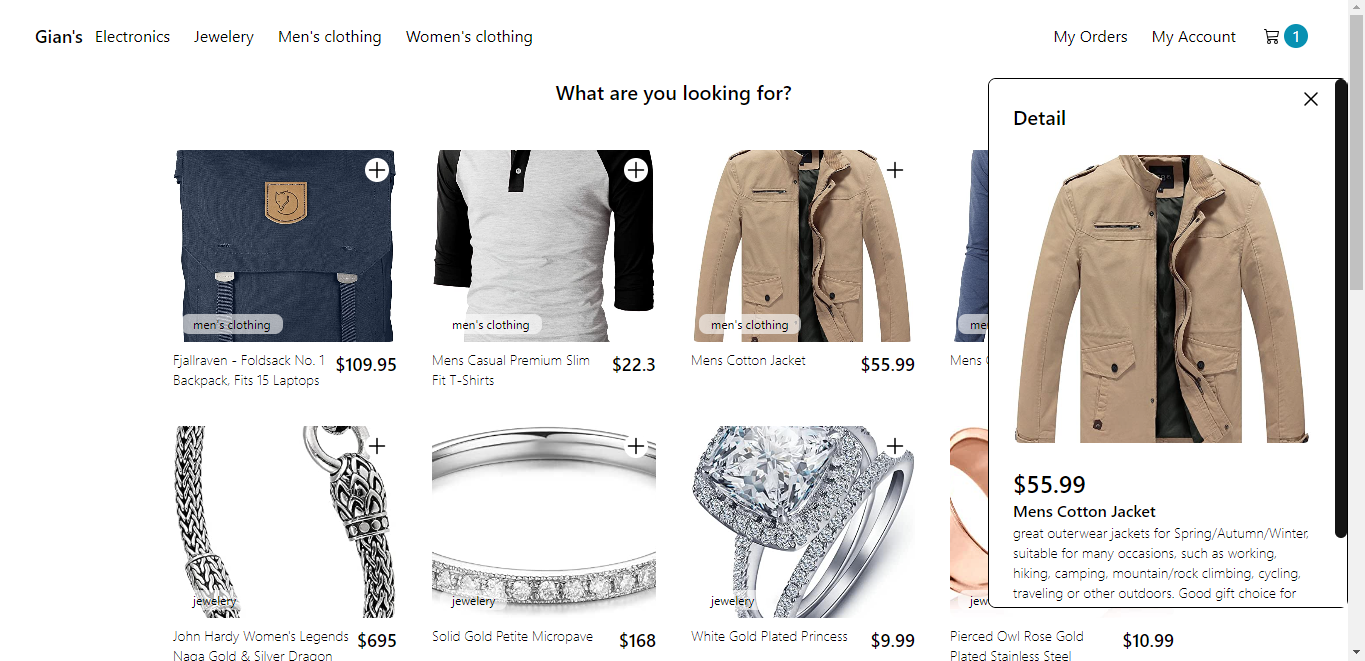 Gian's Electronics Jewelery Men's clothing Women's clothing My Orders My Account 1
What are you looking for?
men's clothing
Fjallraven - Foldsack No. 1
Backpack, Fits 15 Laptops
$109.95
men's clothing
Mens Casual Premium Slim
Fit T-Shirts
$22.3
men's clothing
Mens Cotton Jacket
$55.99
me
Mens
jewelery
John Hardy Women's Legends
Naga Gold & Silver Dragon
$695
jewelery
Solid Gold Petite Micropave
$168
jewelery
White Gold Plated Princess
$9.99
jew
Pierced Owl Rose Gold
Plated Stainless Steel
$10.99
Detail
$55.99
Mens Cotton Jacket
great outerwear jackets for Spring/Autumn/Winter,
suitable for many occasions, such as working,
hiking, camping, mountain/rock climbing, cycling,
traveling or other outdoors. Good gift choice for